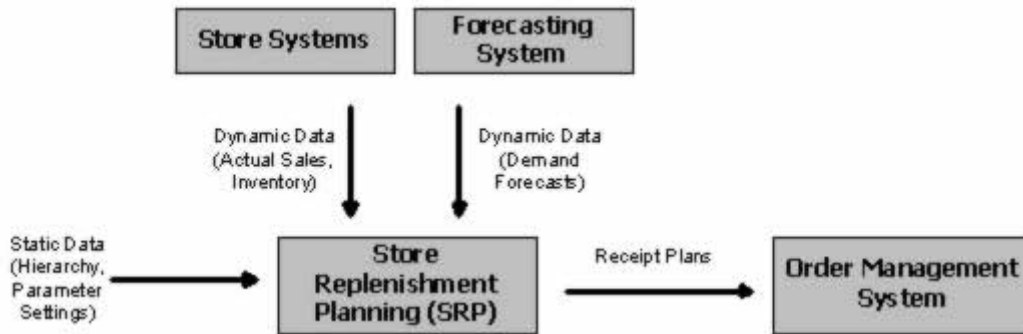 Store Systems
Forecasting
System
Dynamic Data
(Actual Sales,
Inventory)
Dynamic Data
(Demand
Forecasts)
Static Data
(Hierarchy,
Parameter
Settings)
Store
Replenishment
Planning (SRP)
Receipt Plans
Order Management
System